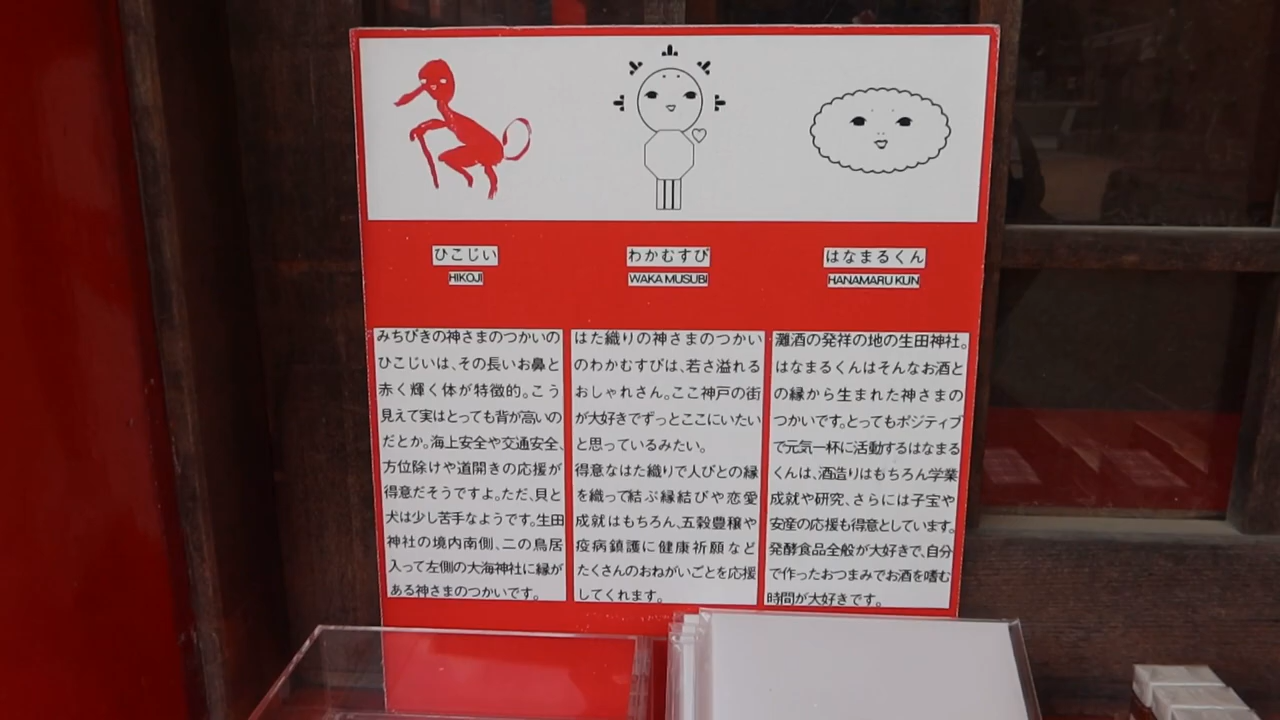 ひこじい
HIKOJI
みちびきの神さまのつかいの
ひこじいは、その長いお鼻と
赤く輝く体が特徴的。こう
見えて実はとっても背が高いの
だとか。海上安全や交通安全、
方位除けや道開きの応援が
得意だそうですよ。ただ、貝と
犬は少し苦手なようです。生田
神社の境内南側、二の鳥居
入って左側の大海神社に縁が
ある神さまのつかいです。
わかむすび
WAKA MUSUBI
はた織りの神さまのつかい
のわかむすびは、若さ溢れる
おしゃれさん。ここ神戸の街
が大好きでずっとここにいたい
と思っているみたい。
得意なはた織りで人びとの縁
を織って結ぶ縁結びや恋愛
成就はもちろん、五穀豊穣や
疫病鎮護に健康祈願など
たくさんのおねがいごとを応援
してくれます。
はなまるくん
HANAMARU KUN
灘酒の発祥の地の生田神社。
はなまるくんはそんなお酒と
の縁から生まれた神さまの
つかいです。とってもポジティブ
で元気一杯に活動するはなまる
くんは、酒造りはもちろん学業
成就や研究、さらには子宝や
安産の応援も得意としています。
発酵食品全般が大好きで、自分
で作ったおつまみでお酒を嗜む
時間が大好きです。